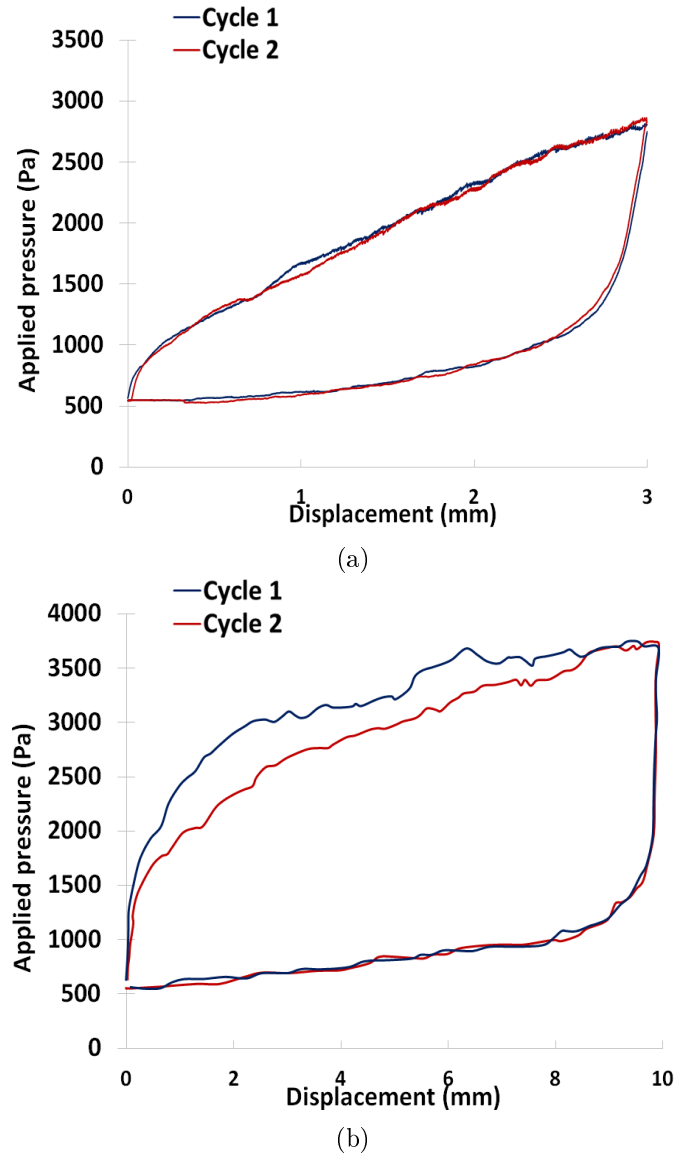 Cycle 1
Cycle 2
3500
3000
2500
2000
1500
1000
500
0
Applied pressure (Pa)
0 1 2 3
Displacement (mm)
(a)
Cycle 1
Cycle 2
4000
3500
3000
2500
2000
1500
1000
500
0
Applied pressure (Pa)
0 2 4 6 8 10
Displacement (mm)
(b)